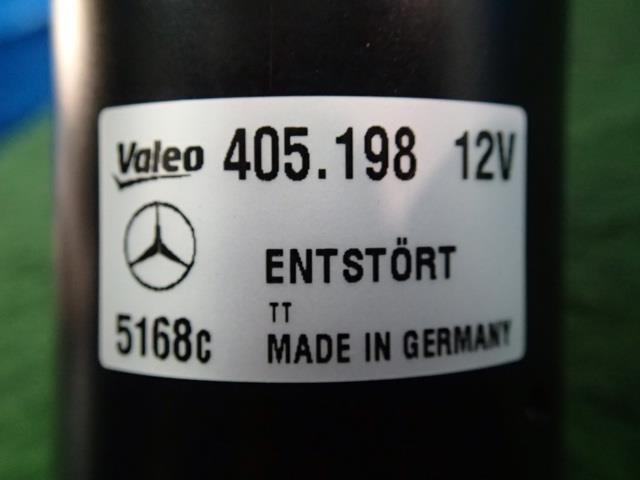 Valeo 405.198 12V
ENTSTÖRT
TT
5168c MADE IN GERMANY